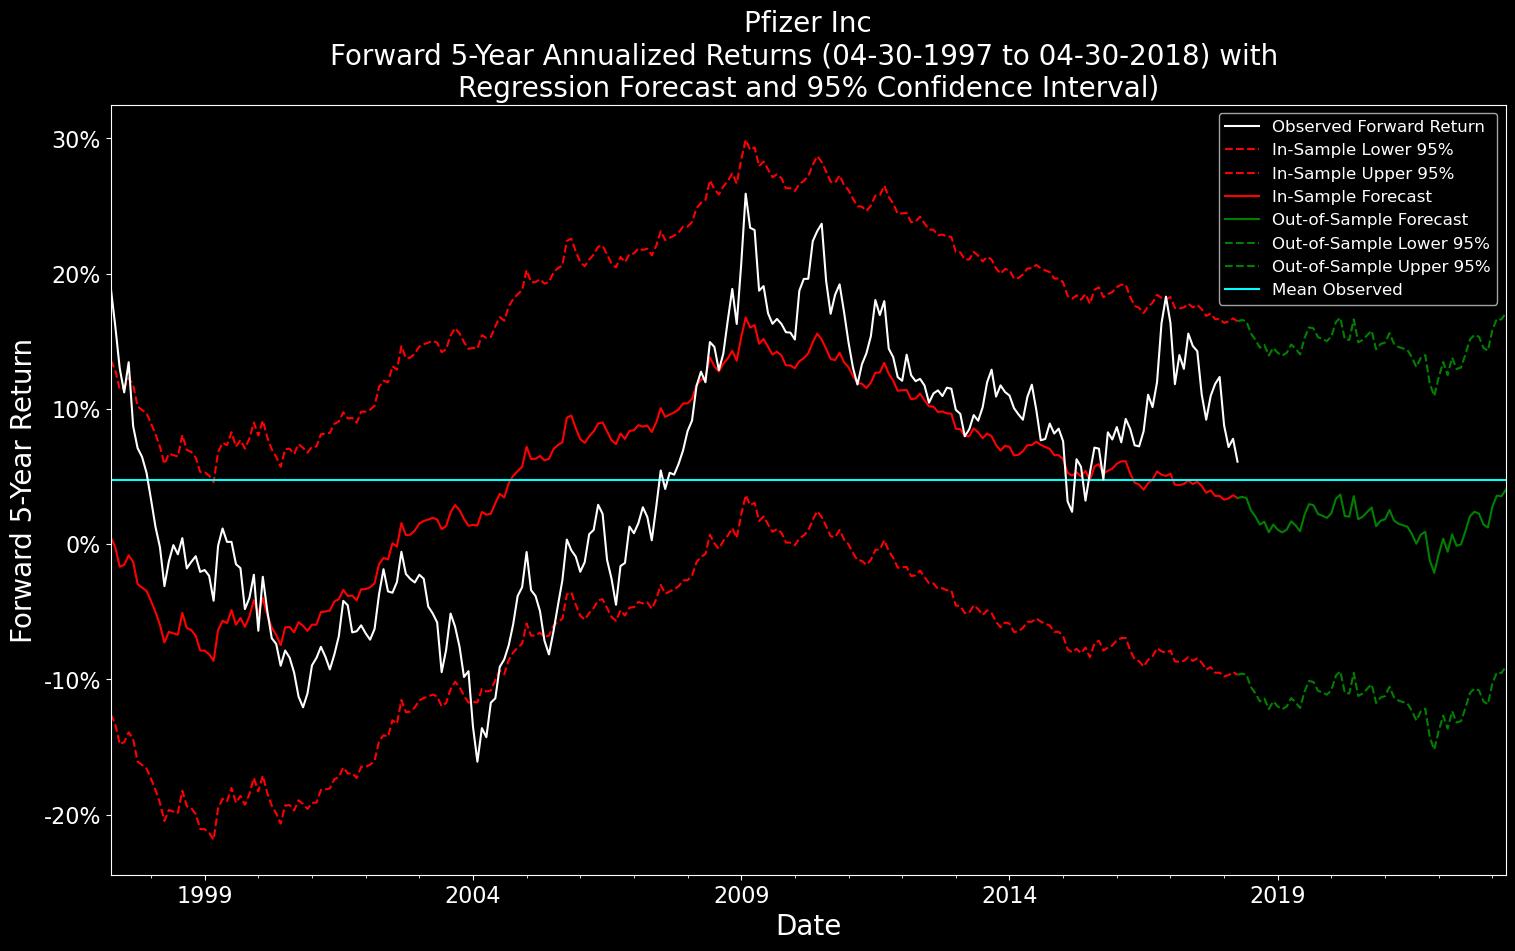 Pfizer Inc
Forward 5-Year Annualized Returns (04-30-1997 to 04-30-2018) with
Regression Forecast and 95% Confidence Interval)
Observed Forward Return
In-Sample Lower 95%
In-Sample Upper 95%
In-Sample Forecast
Out-of-Sample Forecast
Out-of-Sample Lower 95%
Out-of-Sample Upper 95%
Mean Observed
Forward 5-Year Return
30%
20%
10%
0%
-10%
-20%
1999
2004
2009
2014
2019
Date